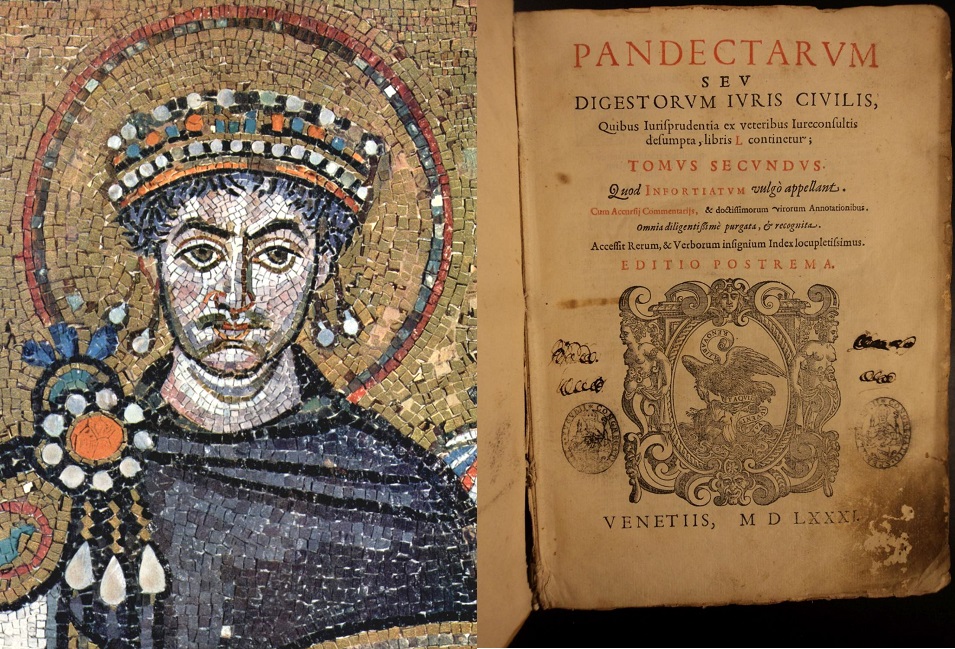 PANDECTARVM
SEV
DIGESTORVM IVRIS CIVILIS,
Quibus Iurisprudentia ex veteribus Iureconsultis
desumpta, libris L continetur;
TOMVS SECVNDVS.
Quod INFORTIATVM vulgò appellant.
Cum Accursij Commentarijs, & doctissimorum virorum Annotationibus.
Omnia diligentissimè purgata, & recognita.
Accessit Rerum, & Verborum insignium Index locupletissimus.
EDITIO POSTREMA.
VENETIIS, M D LXXXI.